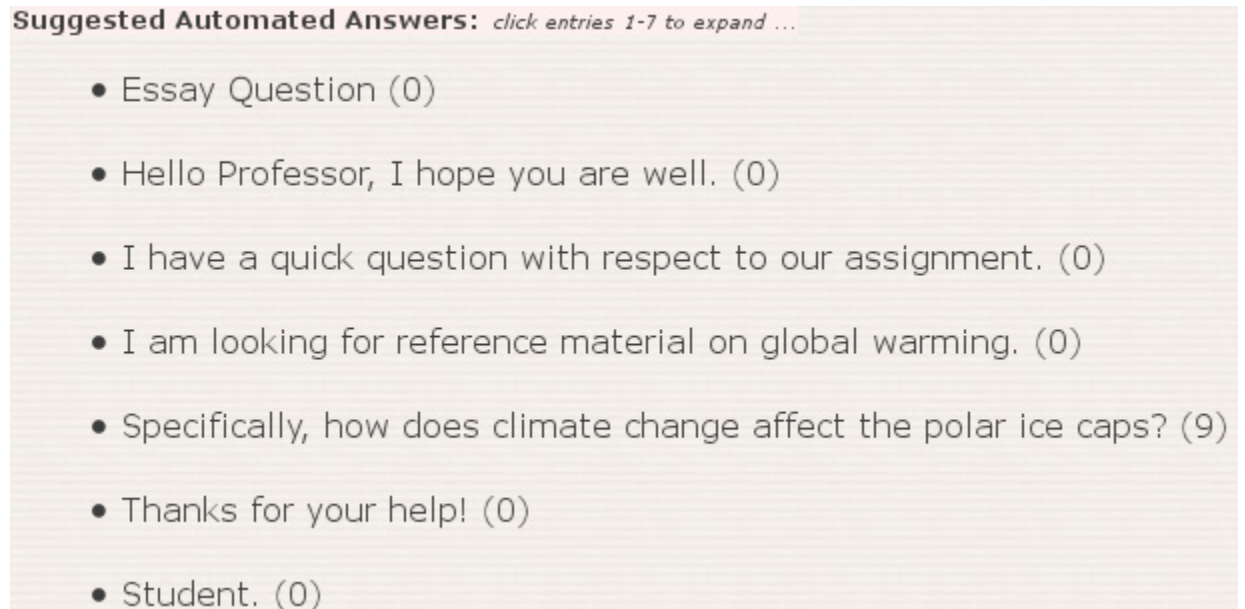 Suggested Automated Answers: click entries 1-7 to expand ...
• Essay Question (0)
• Hello Professor, I hope you are well. (0)
• I have a quick question with respect to our assignment. (0)
• I am looking for reference material on global warming. (0)
• Specifically, how does climate change affect the polar ice caps? (9)
• Thanks for your help! (0)
• Student. (0)